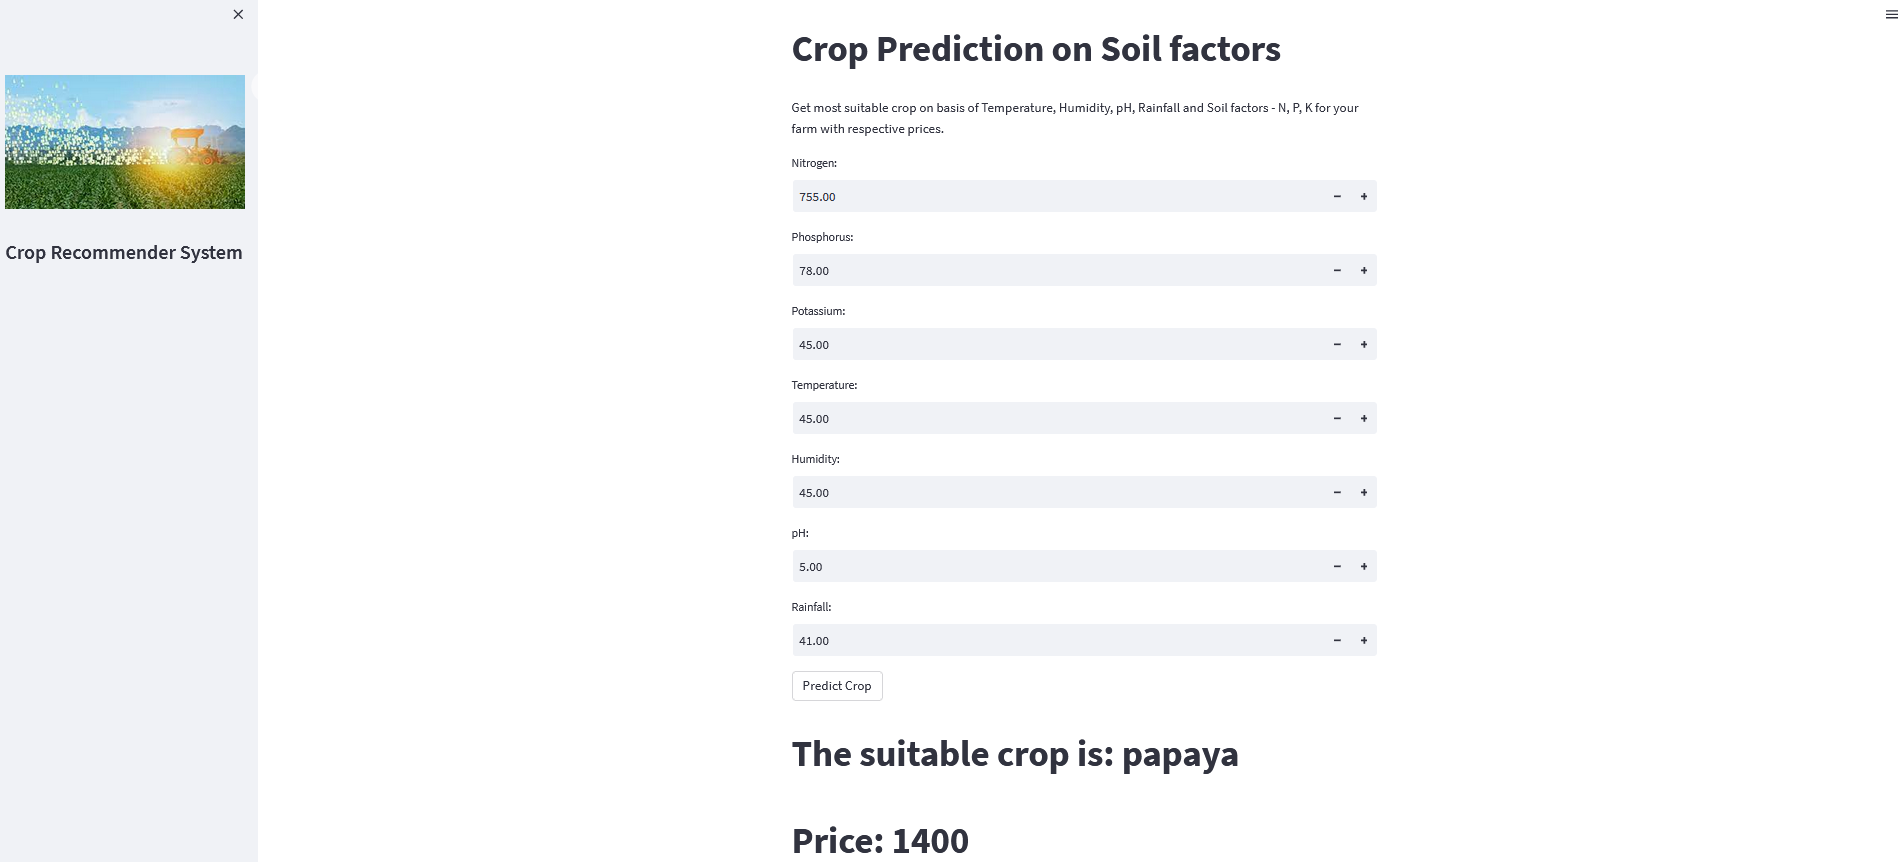 Crop Recommender System
Crop Prediction on Soil factors
Get most suitable crop on basis of Temperature, Humidity, pH, Rainfall and Soil factors - N, P, K for your
farm with respective prices.
Nitrogen:
755.00
Phosphorus:
78.00
Potassium:
45.00
Temperature:
45.00
Humidity:
45.00
pH:
5.00
Rainfall:
41.00
Predict Crop
The suitable crop is: papaya
Price: 1400